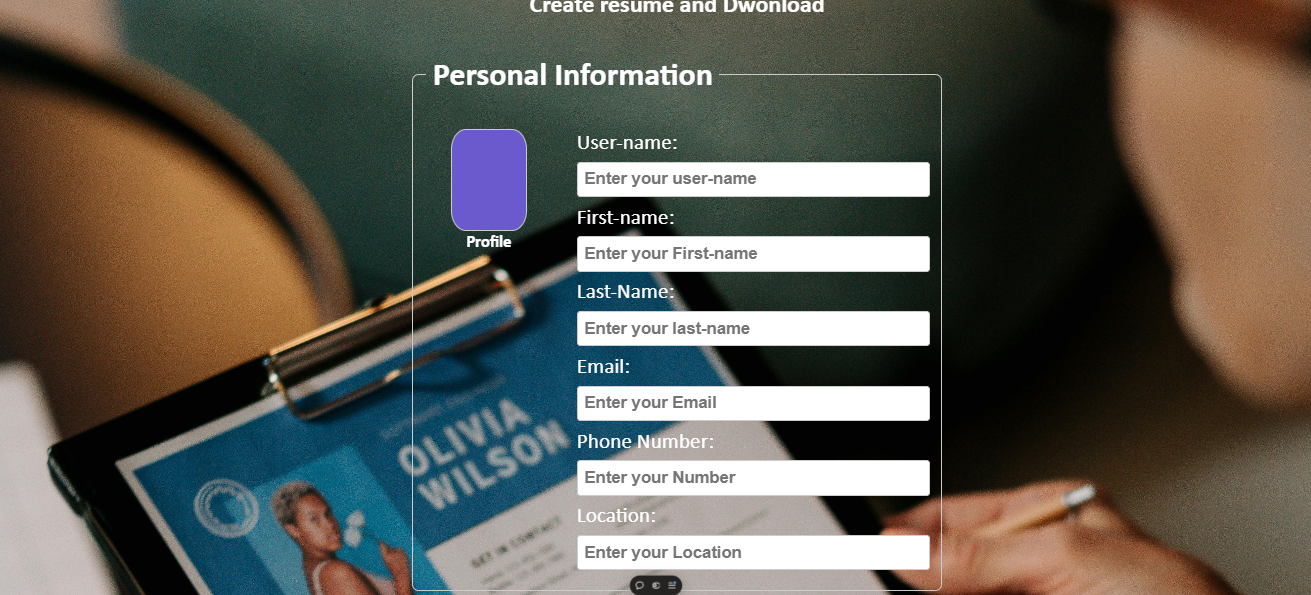 Create resume and Dwonload
Personal Information
Profile
User-name:
Enter your user-name
First-name:
Enter your First-name
Last-Name:
Enter your last-name
Email:
Enter your Email
Phone Number:
Enter your Number
Location:
Enter your Location
OLIVIA
WILSON
GET IN CONTACT